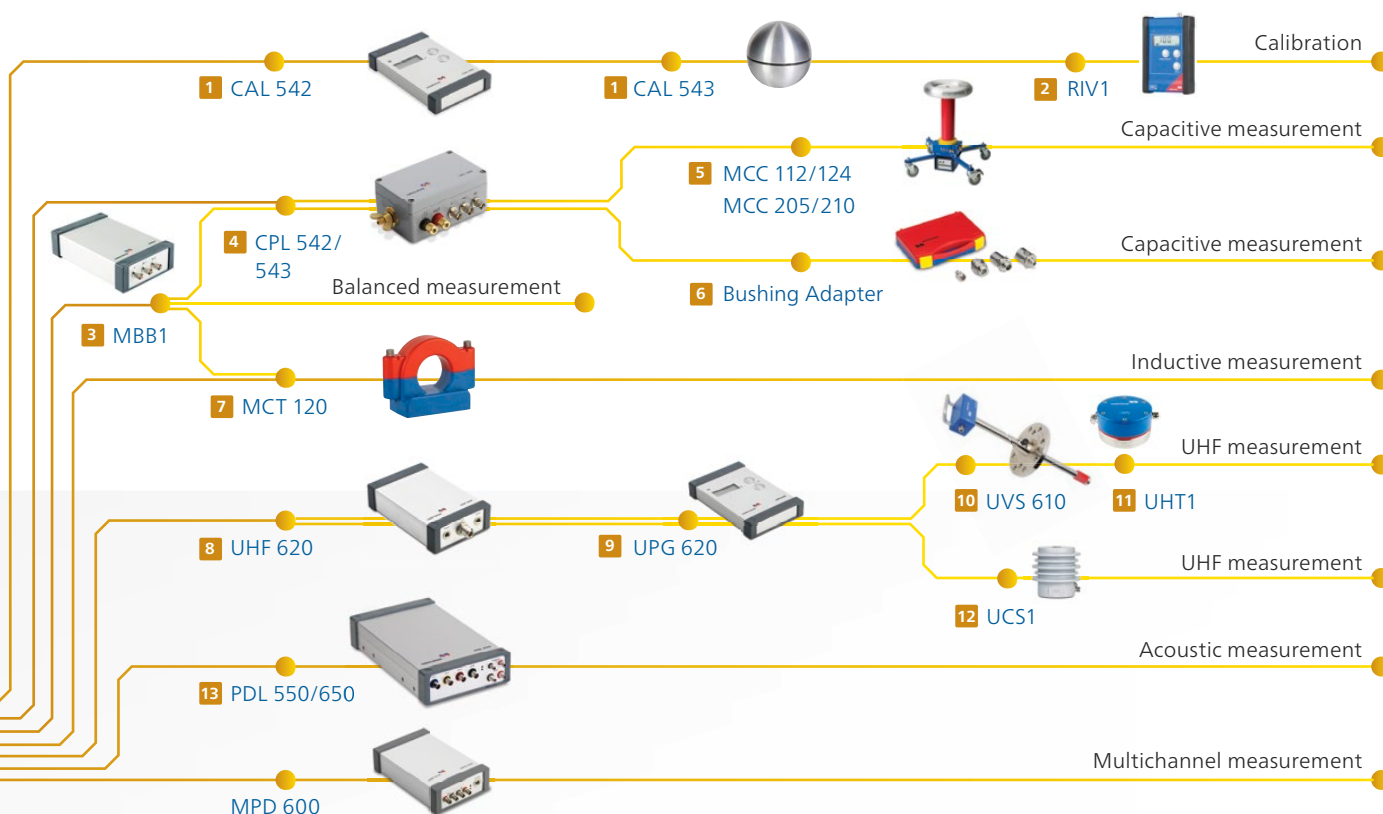 Calibration
1 CAL 542
1 CAL 543
2 RIV1
Capacitive measurement
5 MCC 112/124
MCC 205/210
4 CPL 542/
543
Capacitive measurement
6 Bushing Adapter
Balanced measurement
3 MBB1
Inductive measurement
7 MCT 120
UHF measurement
10 UVS 610
11 UHT1
8 UHF 620
9 UPG 620
UHF measurement
12 UCS1
Acoustic measurement
13 PDL 550/650
Multichannel measurement
MPD 600